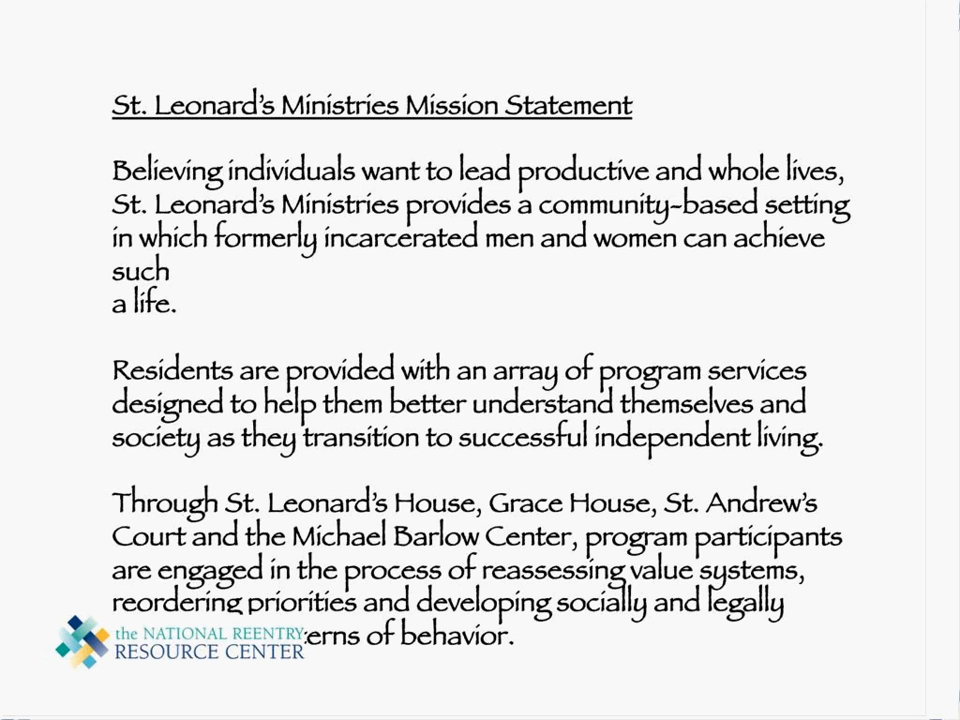 St. Leonard's Ministries Mission Statement
Believing individuals want to lead productive and whole lives,
St. Leonard's Ministries provides a community-based setting
in which formerly incarcerated men and women can achieve
such
a life.
Residents are provided with an array of program services
designed to help them better understand themselves and
society as they transition to successful independent living.
Through St. Leonard's House, Grace House, St. Andrew's
Court and the Michael Barlow Center, program participants
are engaged in the process of reassessing value systems,
reordering priorities and developing socially and legally
of behavior.
the NATIONAL REENTRY
RESOURCE CENTER